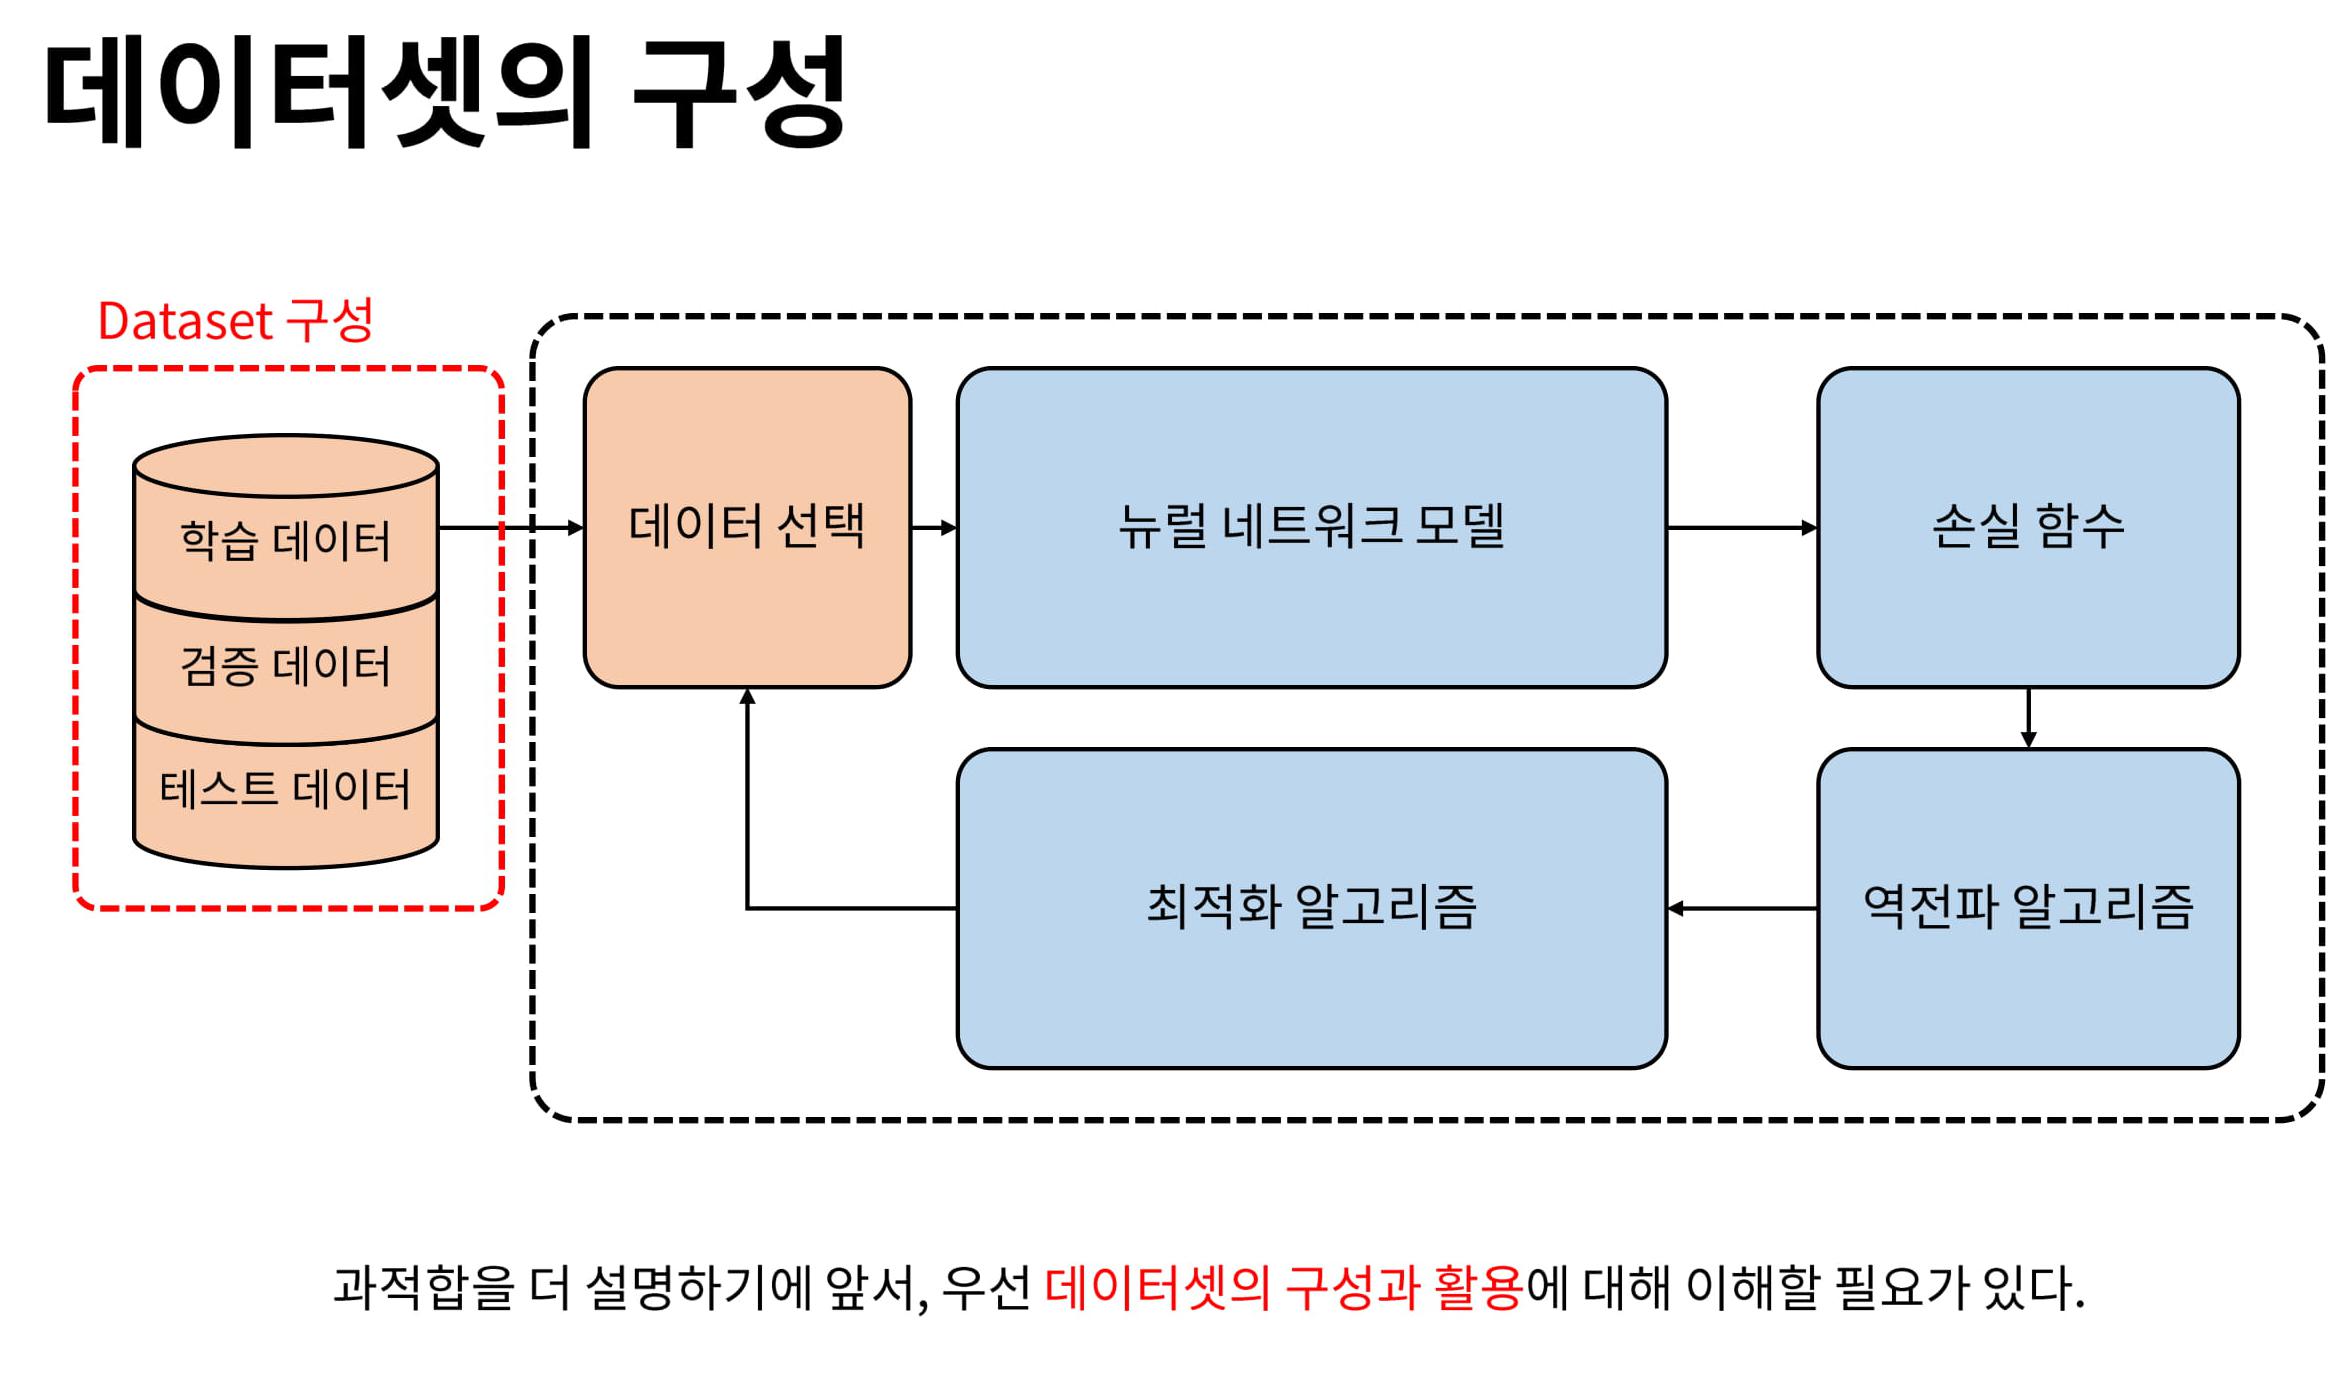 데이터셋의 구성
Dataset 구성
학습 데이터
검증 데이터
테스트 데이터
데이터 선택
뉴럴 네트워크 모델
손실 함수
최적화 알고리즘
역전파 알고리즘
과적합을 더 설명하기에 앞서, 우선 데이터셋의 구성과 활용에 대해 이해할 필요가 있다.